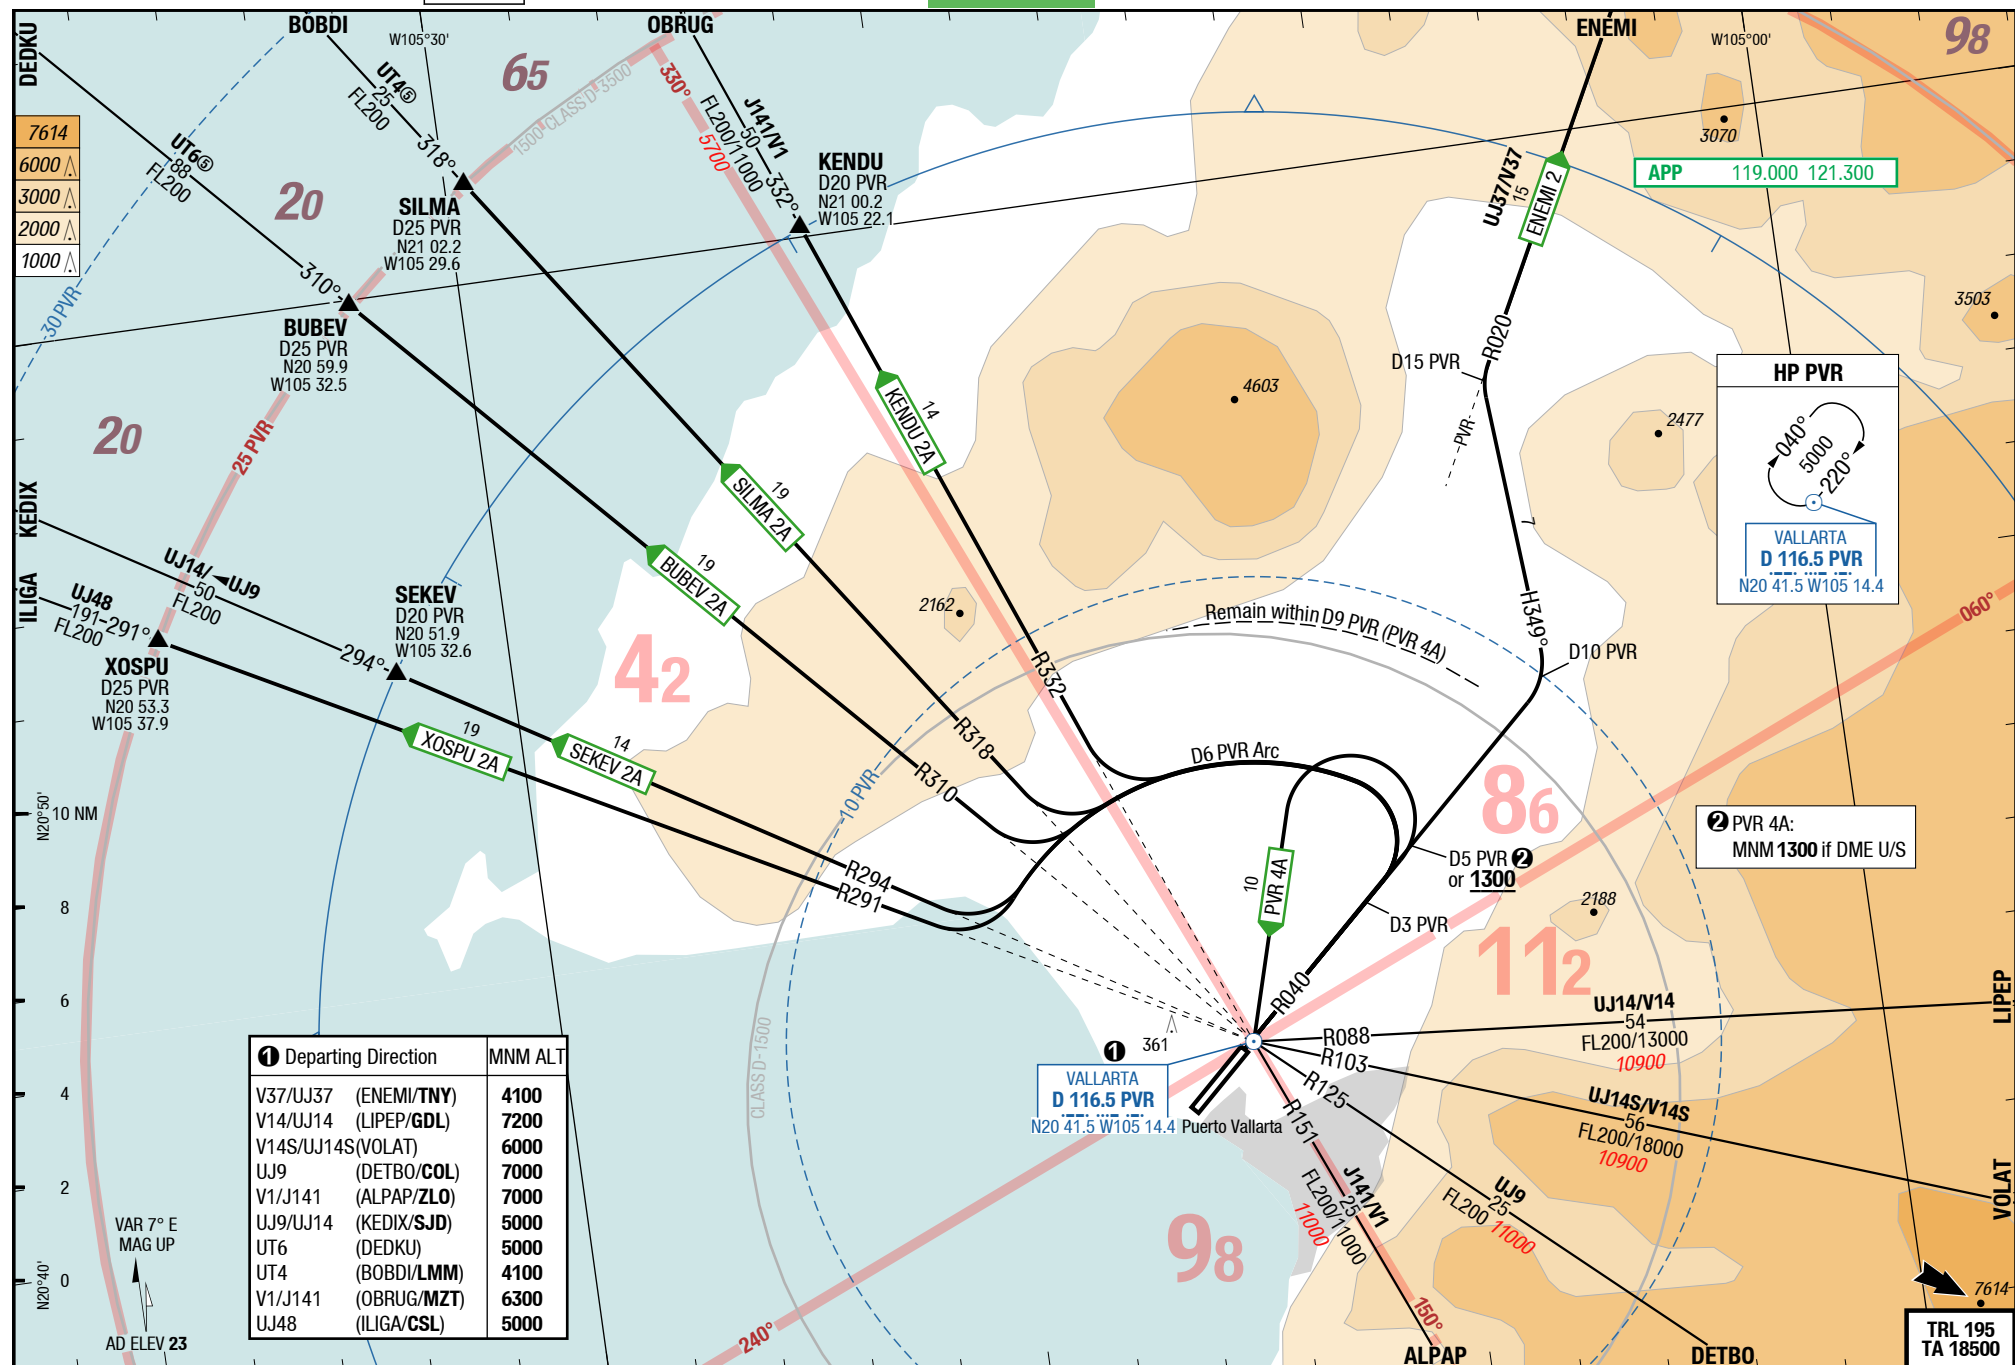 BOBDI
OBRUG
ENEMI
DEDKU
W105°30'
W105°00'
65
98
1500 CLASS D-3500
330°
5700
UT4⑤
25
FL200
318°
J141/V1
50
FL200/11000
332°
UT6⑤
88
FL200
310°
7614
6000
3000
2000
1000
20
SILMA
D25 PVR
N21 02.2
W105 29.6
KENDU
D20 PVR
N21 00.2
W105 22.1
UJ37/V37
15
ENEMI 2
3070
APP 119.000 121.300
30 PVR
BUBEV
D25 PVR
N20 59.9
W105 32.5
R020
D15 PVR
PVR
3503
HP PVR
040°
5000
220°
VALLARTA
D 116.5 PVR
N20 41.5 W105 14.4
4603
2477
KENDU 2A
14
SILMA 2A
19
BUBEV 2A
19
20
25 PVR
KEDIX
ILIGA
UJ14/◄UJ9
50
FL200
294°
UJ48
191
FL200
291°
XOSPU
D25 PVR
N20 53.3
W105 37.9
SEKEV
D20 PVR
N20 51.9
W105 32.6
XOSPU 2A
19
SEKEV 2A
14
42
2162
Remain within D9 PVR (PVR 4A)
7
H349°
D10 PVR
060°
R332
R318
R310
R294
R291
D6 PVR Arc
10 PVR
86
❷ PVR 4A:
MNM 1300 if DME U/S
D5 PVR ❷
or 1300
D3 PVR
PVR 4A
10
2188
112
N20°50'
10 NM
8
6
4
2
0
N20°40'
R040
R088
R103
R125
R151
UJ14/V14
54
FL200/13000
10900
LIPEP
UJ14S/V14S
56
FL200/18000
10900
VOLAT
361
❶
VALLARTA
D 116.5 PVR
N20 41.5 W105 14.4
Puerto Vallarta
CLASS D-1500
J141/V1
25
FL200/11000
11000
UJ9
25
FL200 11000
98
150°
240°
❶ Departing Direction MNM ALT
V37/UJ37 (ENEMI/TNY) 4100
V14/UJ14 (LIPEP/GDL) 7200
V14S/UJ14S(VOLAT) 6000
UJ9 (DETBO/COL) 7000
V1/J141 (ALPAP/ZLO) 7000
UJ9/UJ14 (KEDIX/SJD) 5000
UT6 (DEDKU) 5000
UT4 (BOBDI/LMM) 4100
V1/J141 (OBRUG/MZT) 6300
UJ48 (ILIGA/CSL) 5000
VAR 7° E
MAG UP
AD ELEV 23
7614
TRL 195
TA 18500
ALPAP
DETBO